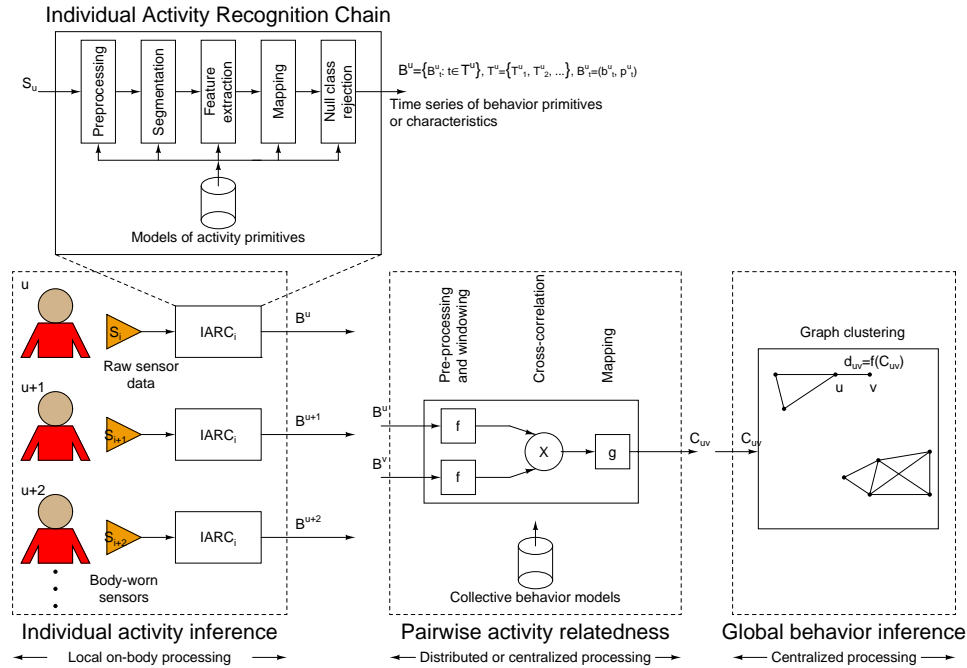 Individual Activity Recognition Chain
S_u
Preprocessing
Segmentation
Feature
extraction
Mapping
Null class
rejection
B^u={B^u_t: t∈T^u}, T^u={T^u_1, T^u_2, ...}, B^u_t=(b^u_t, p^u_t)
Time series of behavior primitives
or characteristics
Models of activity primitives
u
S_i
IARC_i
B^u
Raw sensor
data
u+1
S_i+1
IARC_i
B^u+1
u+2
S_i+2
IARC_i
B^u+2
Body-worn
sensors
Pre-processing
and windowing
Cross-correlation
Mapping
B^u
f
B^v
f
X
g
C_uv
Collective behavior models
C_uv
Graph clustering
d_uv=f(C_uv)
u
v
Individual activity inference
Local on-body processing
Pairwise activity relatedness
Distributed or centralized processing
Global behavior inference
Centralized processing